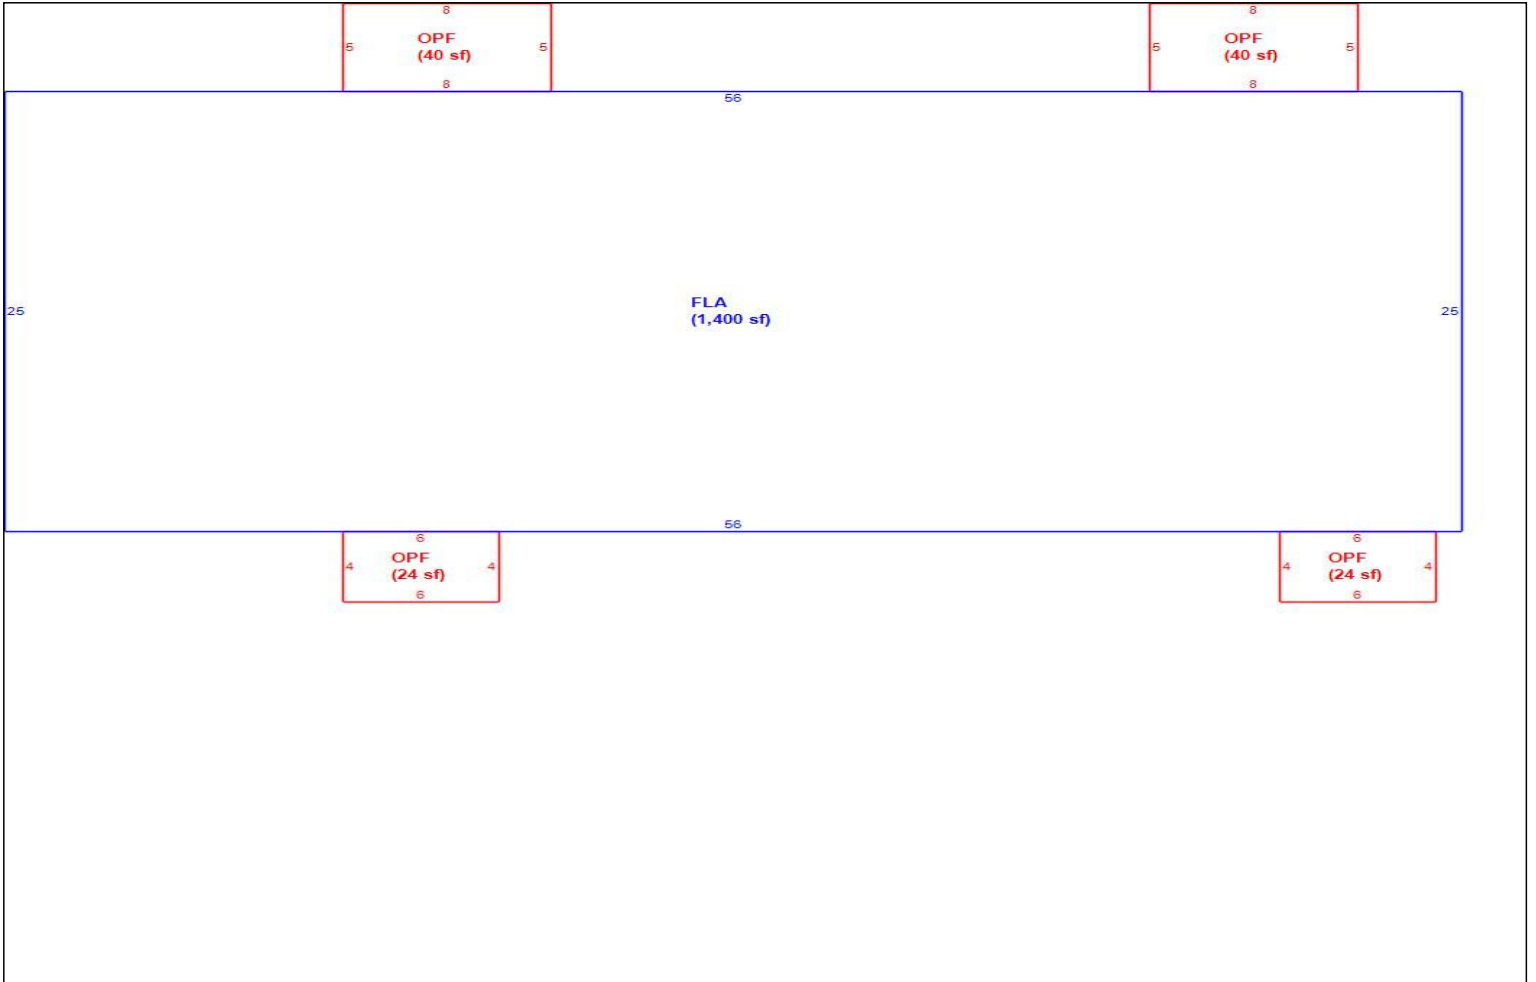 8 8
5 OPF 5 5 OPF 5
(40 sf) (40 sf)
8 8
56
FLA
25 25
(1,400 sf)
56
6 6
OPF OPF
4 4 4 4
(24 sf) (24 sf)
6 6